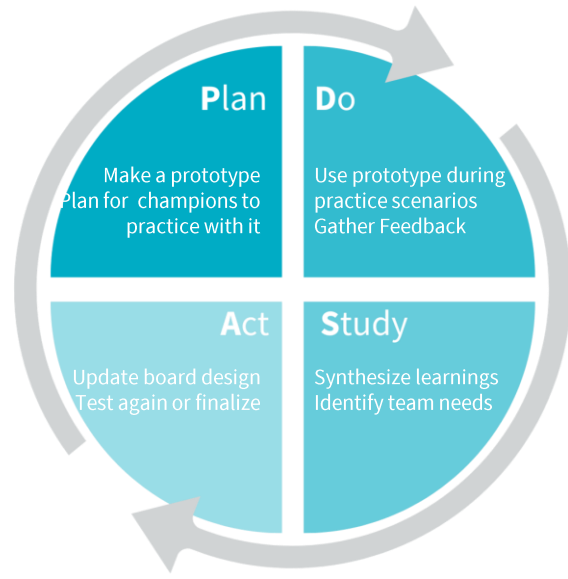 Plan
Make a prototype
Plan for champions to
practice with it
Do
Use prototype during
practice scenarios
Gather Feedback
Act
Update board design
Test again or finalize
Study
Synthesize learnings
Identify team needs